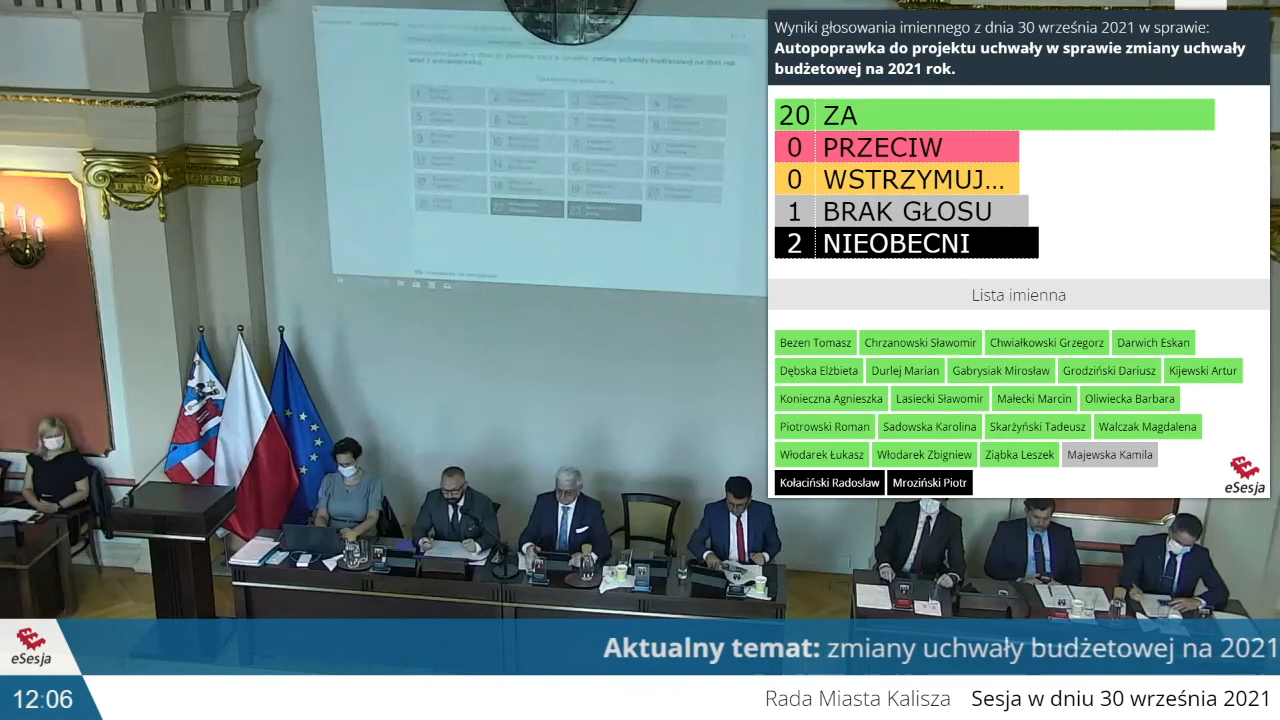 Wyniki głosowania imiennego z dnia 30 września 2021 w sprawie:
Autopoprawka do projektu uchwały w sprawie zmiany uchwały
budżetowej na 2021 rok.
20 ZA
0 PRZECIW
0 WSTRZYMUJ...
1 BRAK GŁOSU
2 NIEOBECNI
Lista imienna
Bezen Tomasz Chrzanowski Sławomir Chwiałkowski Grzegorz Darwich Eskan
Dębska Elżbieta Durlej Marian Gabrysiak Mirosław Grodziński Dariusz Kijewski Artur
Konieczna Agnieszka Lasiecki Sławomir Małecki Marcin Oliwiecka Barbara
Piotrowski Roman Sadowska Karolina Skarżyński Tadeusz Walczak Magdalena
Włodarek Łukasz Włodarek Zbigniew Ziąbka Leszek Majewska Kamila
Kołaciński Radosław Mroziński Piotr
eSesja
Aktualny temat: zmiany uchwały budżetowej na 2021
eSesja
12:06
Rada Miasta Kalisza Sesja w dniu 30 września 2021